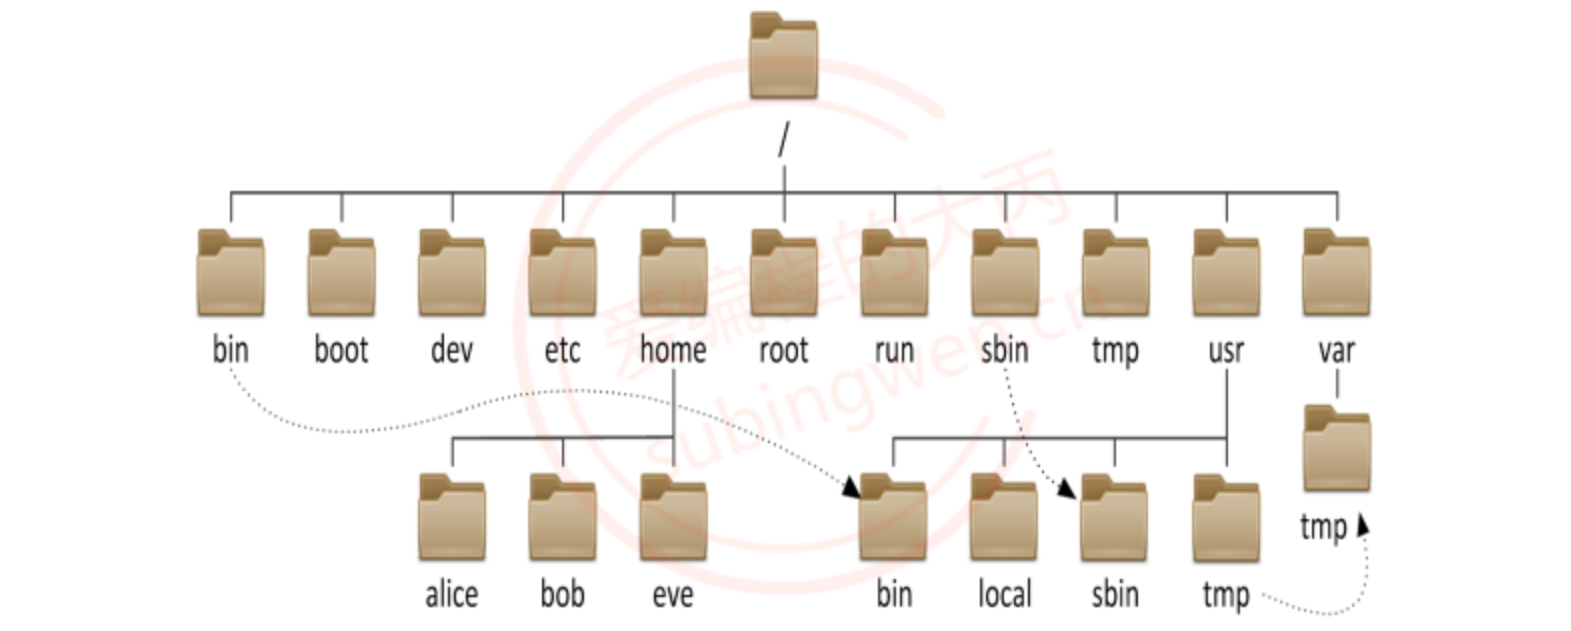 /
bin boot dev etc home root run sbin tmp usr var
tmp
alice bob eve bin local sbin tmp
爱编程的大丙
subingwen.cn